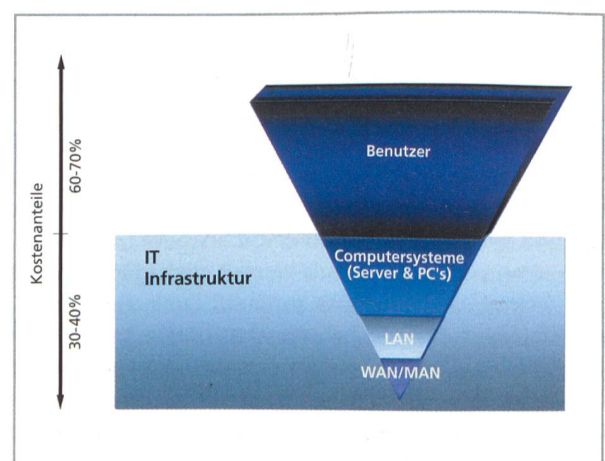 Kostenanteile
60-70%
30-40%
Benutzer
IT
Infrastruktur
Computersysteme
(Server & PC's)
LAN
WAN/MAN